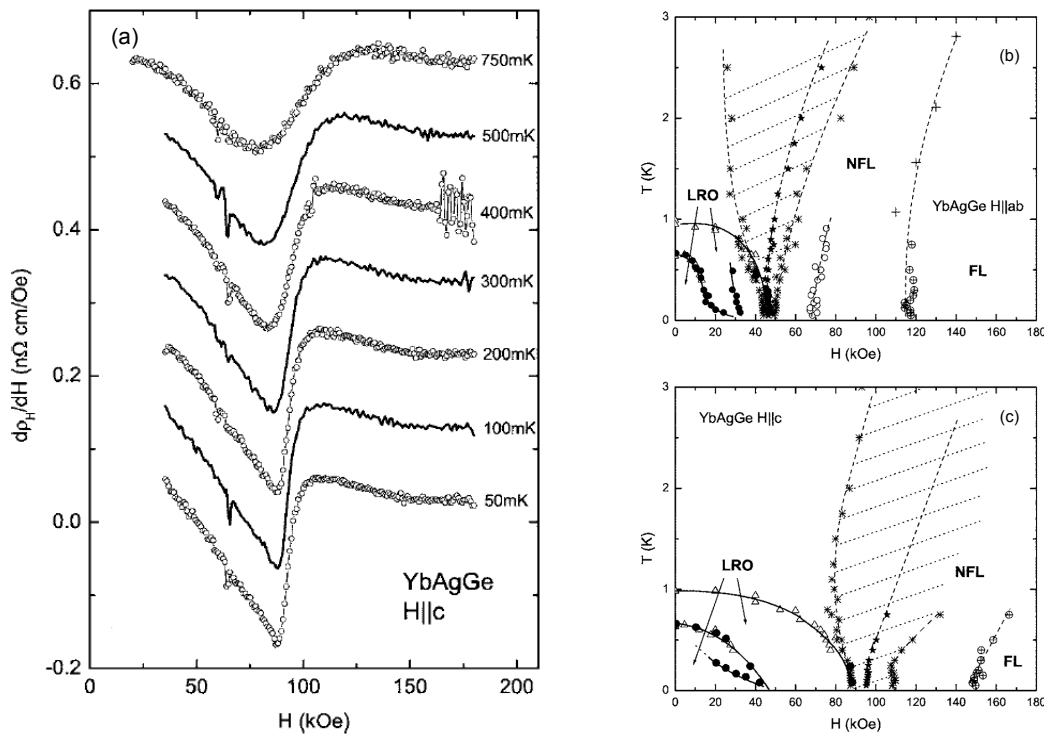 (a)
0.6
0.4
0.2
0.0
-0.2
dρH/dH (nΩ cm/Oe)
750mK
500mK
400mK
300mK
200mK
100mK
50mK
YbAgGe
H||c
0 50 100 150 200
H (kOe)
(b)
3
2
1
0
T (K)
LRO
NFL
YbAgGe H||ab
FL
0 20 40 60 80 100 120 140 160 180
H (kOe)
(c)
YbAgGe H||c
3
2
1
0
T (K)
LRO
NFL
FL
0 20 40 60 80 100 120 140 160 180
H (kOe)